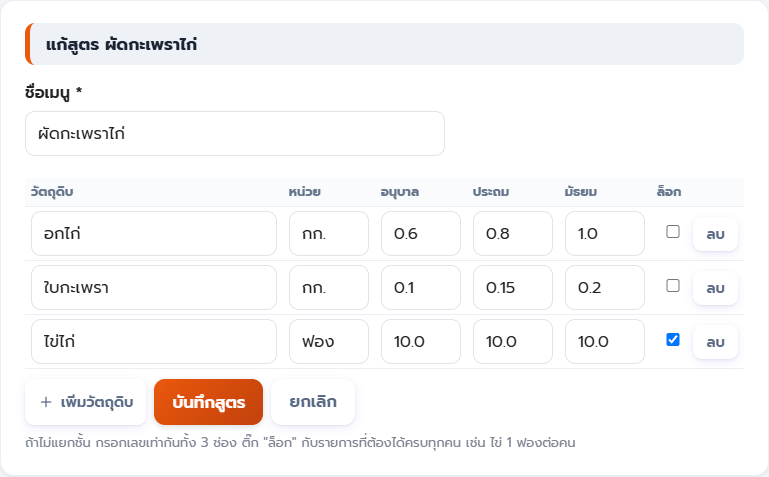 แก้สูตร ผัดกะเพราไก่
ชื่อเมนู *
ผัดกะเพราไก่
วัตถุดิบ หน่วย อนุบาล ประถม มัธยม ล็อก
อกไก่ กก. 0.6 0.8 1.0 ลบ
ใบกะเพรา กก. 0.1 0.15 0.2 ลบ
ไข่ไก่ ฟอง 10.0 10.0 10.0 ลบ
+ เพิ่มวัตถุดิบ บันทึกสูตร ยกเลิก
ถ้าไม่แยกชั้น กรอกเลขเท่ากันทั้ง 3 ช่อง ติ๊ก "ล็อก" กับรายการที่ต้องได้ครบทุกคน เช่น ไข่ 1 ฟองต่อคน